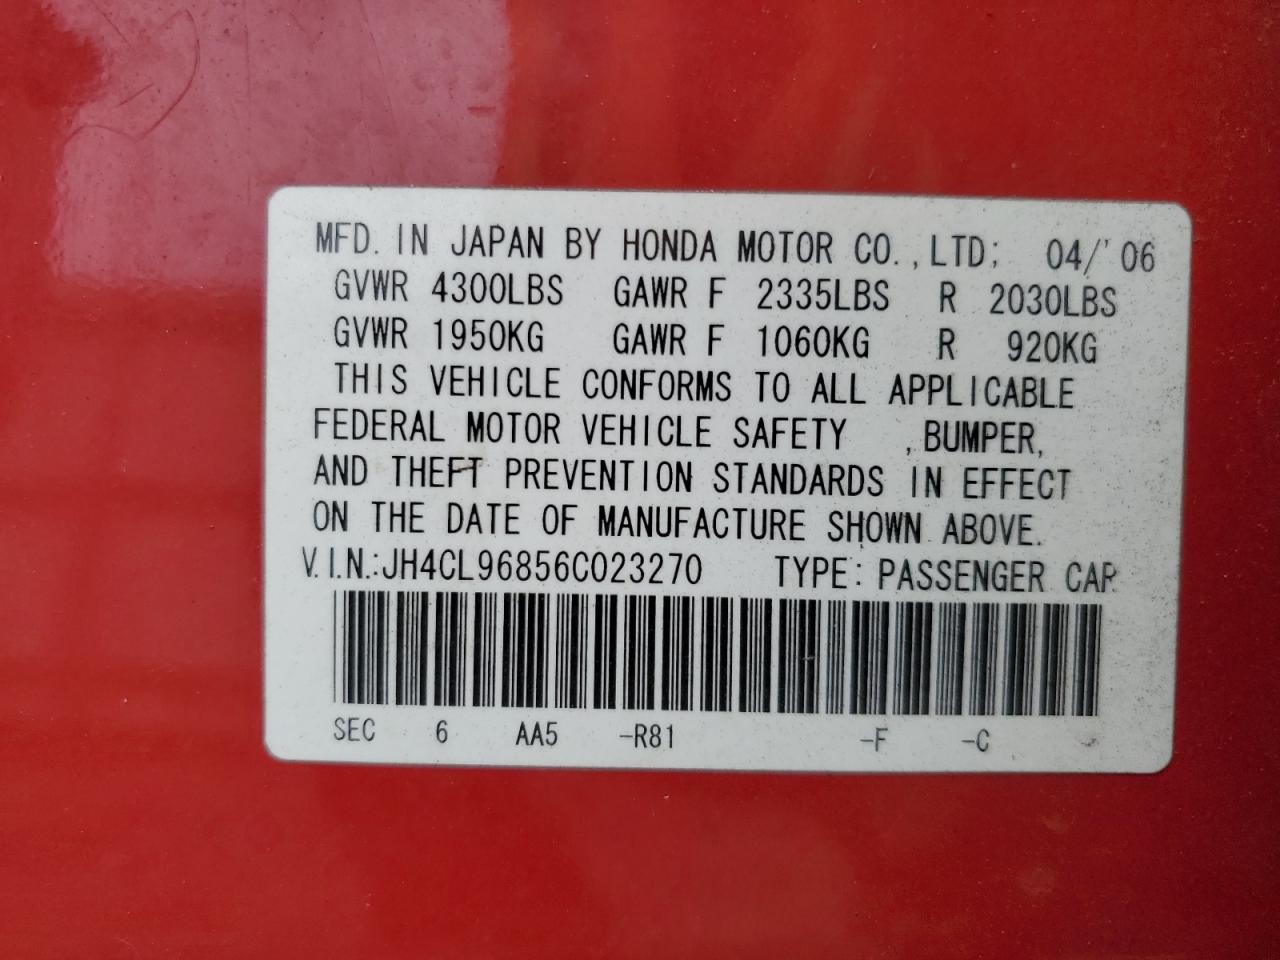 MFD. IN JAPAN BY HONDA MOTOR CO., LTD; 04/'06
GVWR 4300LBS GAWR F 2335LBS R 2030LBS
GVWR 1950KG GAWR F 1060KG R 920KG
THIS VEHICLE CONFORMS TO ALL APPLICABLE
FEDERAL MOTOR VEHICLE SAFETY , BUMPER,
AND THEFT PREVENTION STANDARDS IN EFFECT
ON THE DATE OF MANUFACTURE SHOWN ABOVE.
V.I.N.:JH4CL96856C023270 TYPE: PASSENGER CAR
SEC 6 AA5 -R81 -F -C